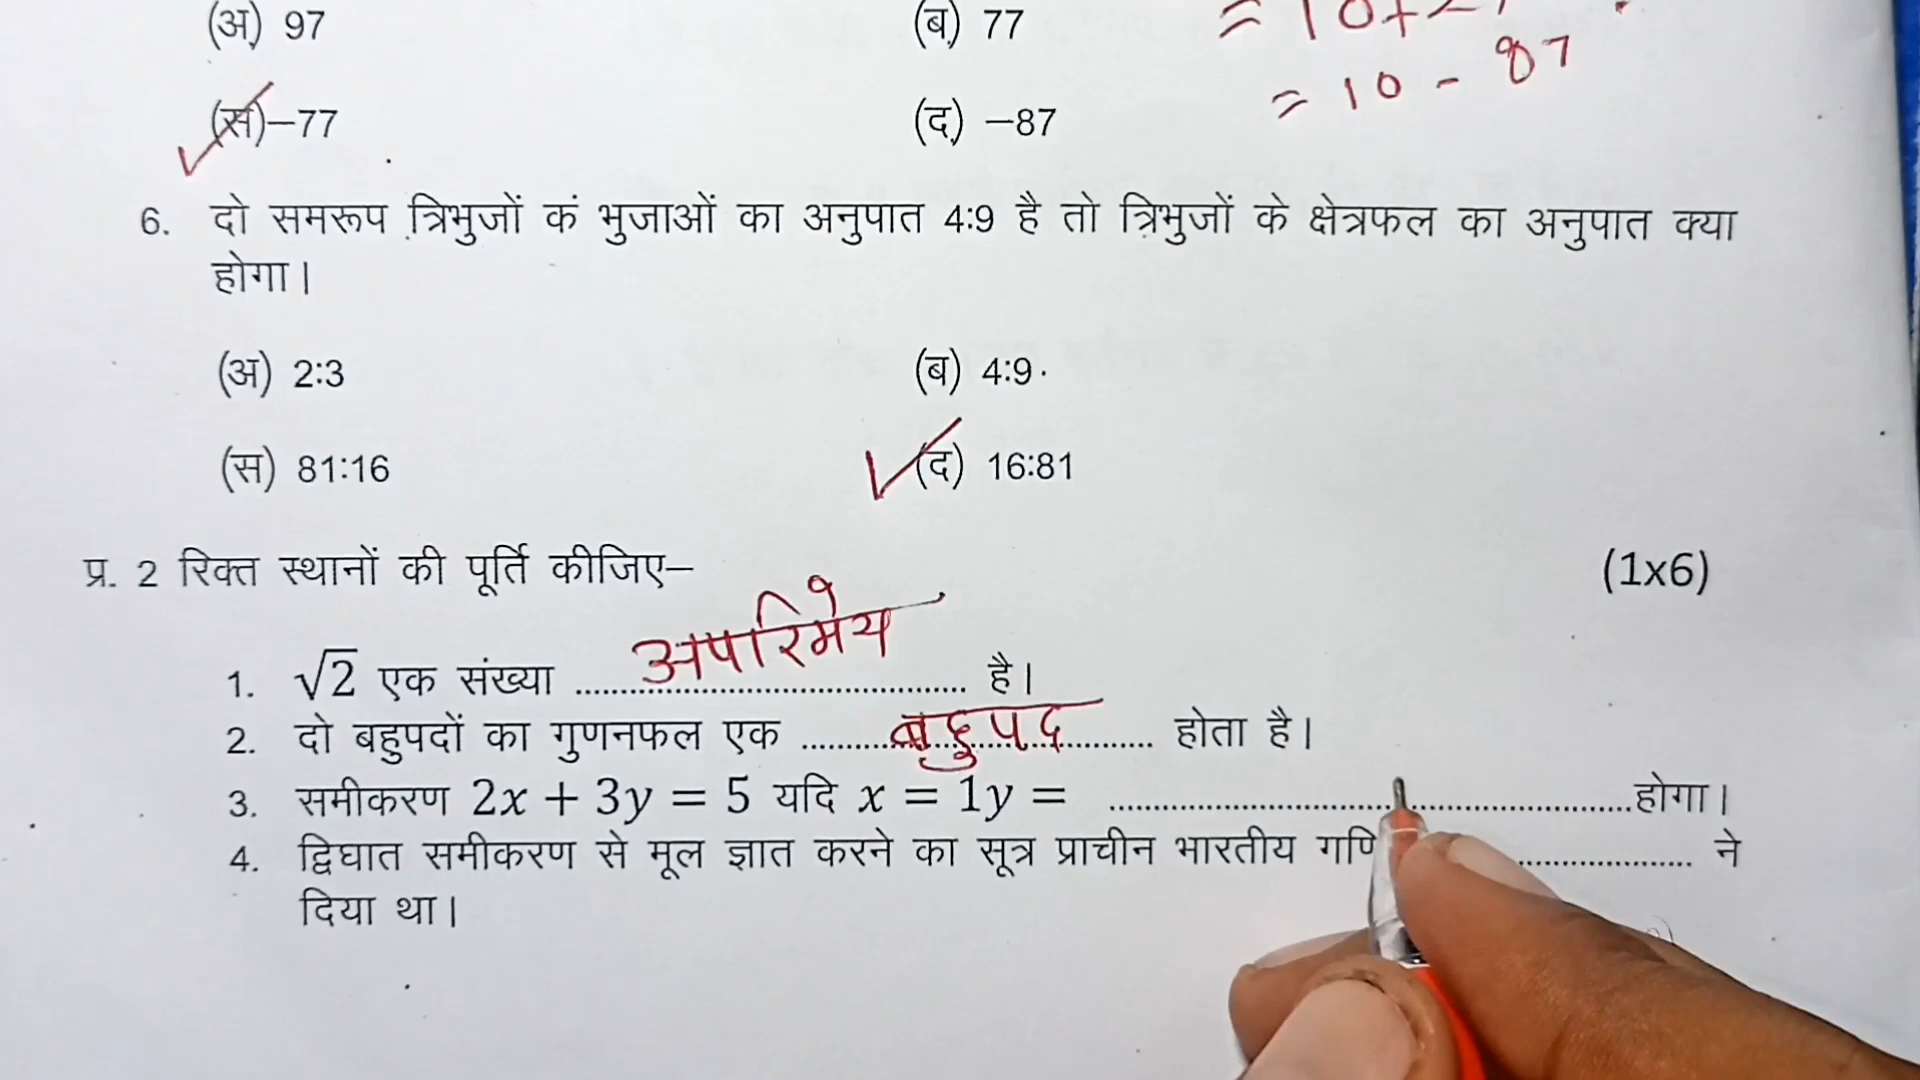 (अ) 97 (ब) 77 = 10+2
= 10 - 87
(स) –77 (द) –87
6. दो समरूप त्रिभुजों कं भुजाओं का अनुपात 4:9 है तो त्रिभुजों के क्षेत्रफल का अनुपात क्या
होगा।
(अ) 2:3 (ब) 4:9
(स) 81:16 (द) 16:81
प्र. 2 रिक्त स्थानों की पूर्ति कीजिए– (1x6)
1. √2 एक संख्या ........ अपरिमेय ........ है।
2. दो बहुपदों का गुणनफल एक ........ बहुपद ........ होता है।
3. समीकरण 2x + 3y = 5 यदि x = 1y = ........ होगा।
4. द्विघात समीकरण से मूल ज्ञात करने का सूत्र प्राचीन भारतीय ........ ने
दिया था।